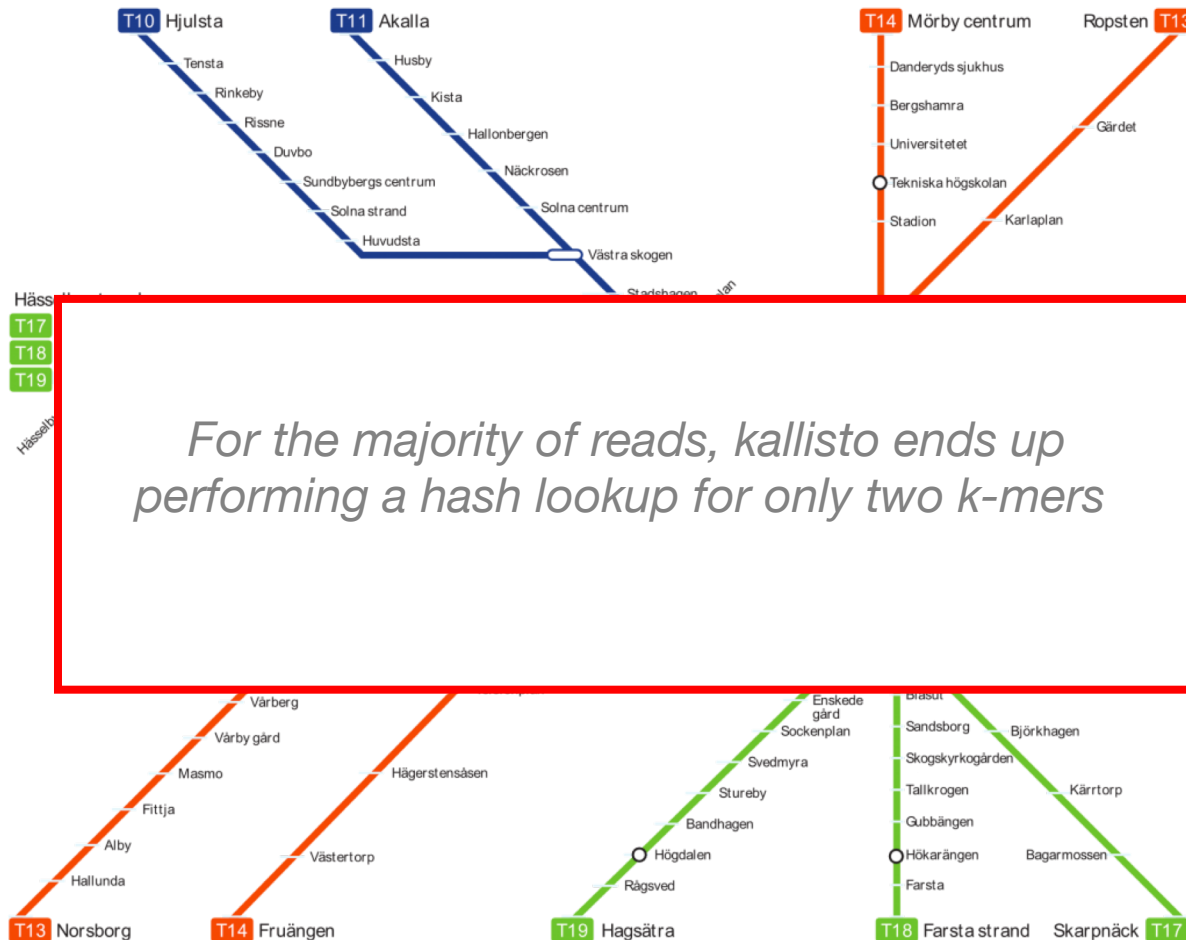 T10 Hjulsta
T11 Akalla
T14 Mörby centrum
Ropsten T13
Tensta
Rinkeby
Rissne
Duvbo
Sundbybergs centrum
Solna strand
Huvudsta
Husby
Kista
Hallonbergen
Näckrosen
Solna centrum
Västra skogen
Stadshagen
Danderyds sjukhus
Bergshamra
Universitetet
Tekniska högskolan
Stadion
Gärdet
Karlaplan
T17
T18
T19
For the majority of reads, kallisto ends up
performing a hash lookup for only two k-mers
Vårberg
Vårby gård
Masmo
Fittja
Alby
Hallunda
T13 Norsborg
Hägerstensåsen
Västertorp
T14 Fruängen
Enskede
gård
Sockenplan
Svedmyra
Stureby
Bandhagen
Högdalen
Rågsved
T19 Hagsätra
Blåsut
Sandsborg
Skogskyrkogården
Tallkrogen
Gubbängen
Hökarängen
Farsta
T18 Farsta strand
Björkhagen
Kärrtorp
Bagarmossen
Skarpnäck T17